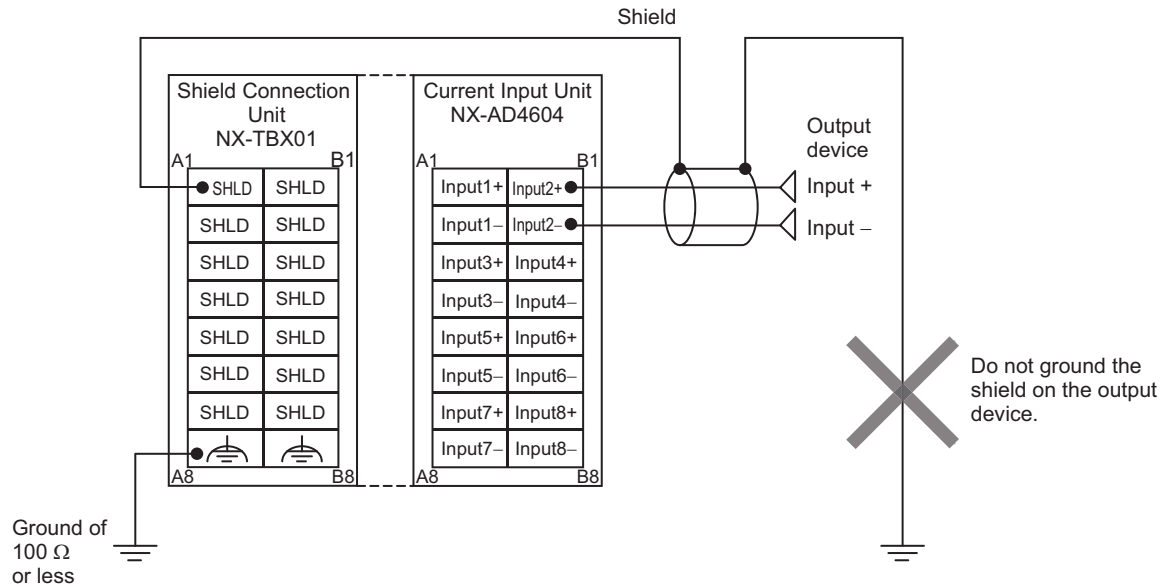 Shield
Shield Connection
Unit
NX-TBX01
Current Input Unit
NX-AD4604
Output
device
A1 B1 A1 B1
SHLD SHLD Input1+ Input2+ Input +
SHLD SHLD Input1− Input2− Input −
SHLD SHLD Input3+ Input4+
SHLD SHLD Input3− Input4−
SHLD SHLD Input5+ Input6+
SHLD SHLD Input5− Input6−
SHLD SHLD Input7+ Input8+
Input7− Input8−
A8 B8 A8 B8
Do not ground the
shield on the output
device.
Ground of
100 Ω
or less